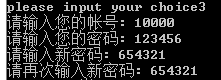 please input your choice3
请输入您的帐号: 10000
请输入您的密码: 123456
请输入新密码: 654321
请再次输入新密码: 654321